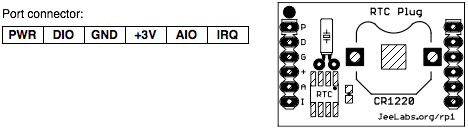 Port connector:
PWR DIO GND +3V AIO IRQ
RTC Plug
P
D
G
+
A
I
RTC
CR1220
JeeLabs.org/rp1